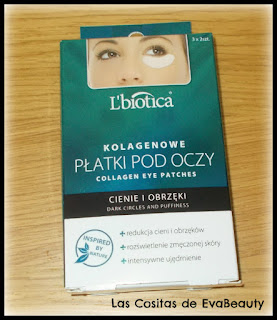 3 x 2szt.
L'biotica®
KOLAGENOWE
PŁATKI POD OCZY
COLLAGEN EYE PATCHES
CIENIE I OBRZĘKI
DARK CIRCLES AND PUFFINESS
INSPIRED BY NATURE
+redukcja cieni i obrzęków
+rozświetlenie zmęczonej skóry
+intensywne ujędrnienie
Las Cositas de EvaBeauty